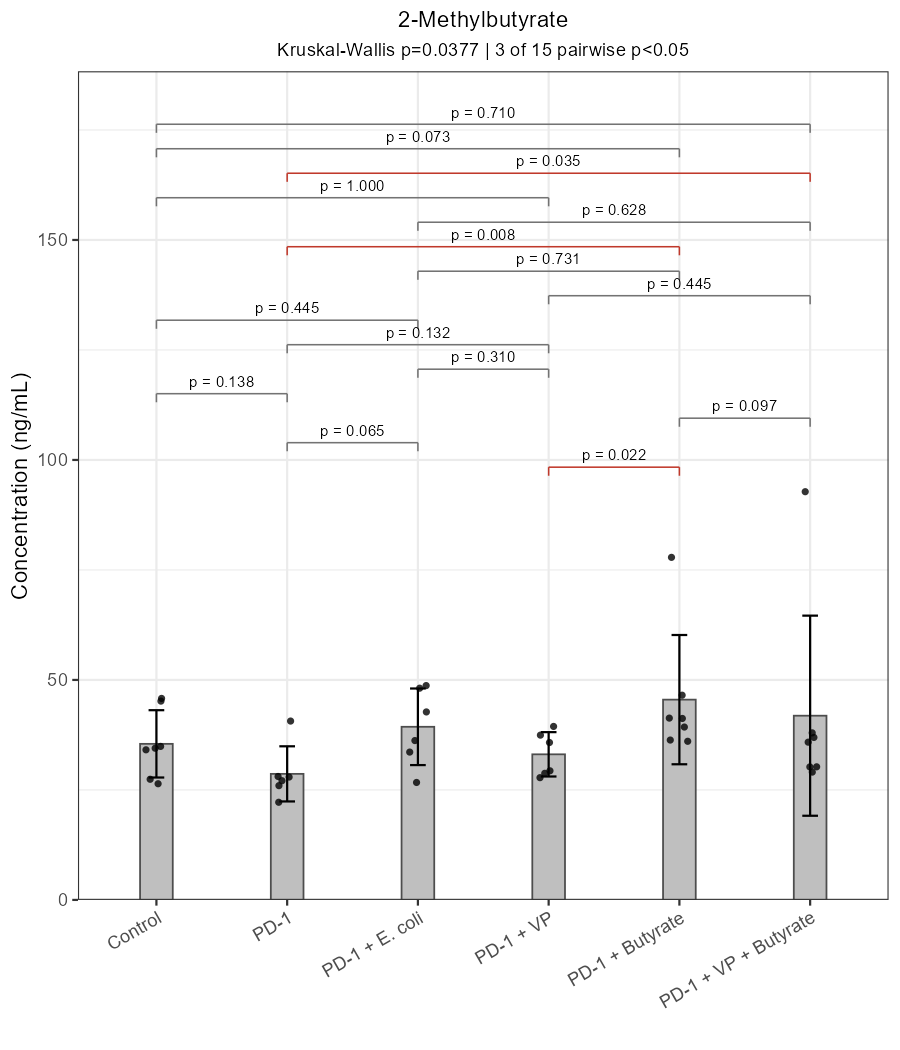 2-Methylbutyrate
Kruskal-Wallis p=0.0377 | 3 of 15 pairwise p<0.05
p = 0.710
p = 0.073
p = 0.035
p = 1.000
p = 0.628
p = 0.008
p = 0.731
p = 0.445
p = 0.445
p = 0.132
p = 0.310
p = 0.138
p = 0.097
p = 0.065
p = 0.022
Concentration (ng/mL)
150
100
50
0
Control
PD-1
PD-1 + E. coli
PD-1 + VP
PD-1 + Butyrate
PD-1 + VP + Butyrate